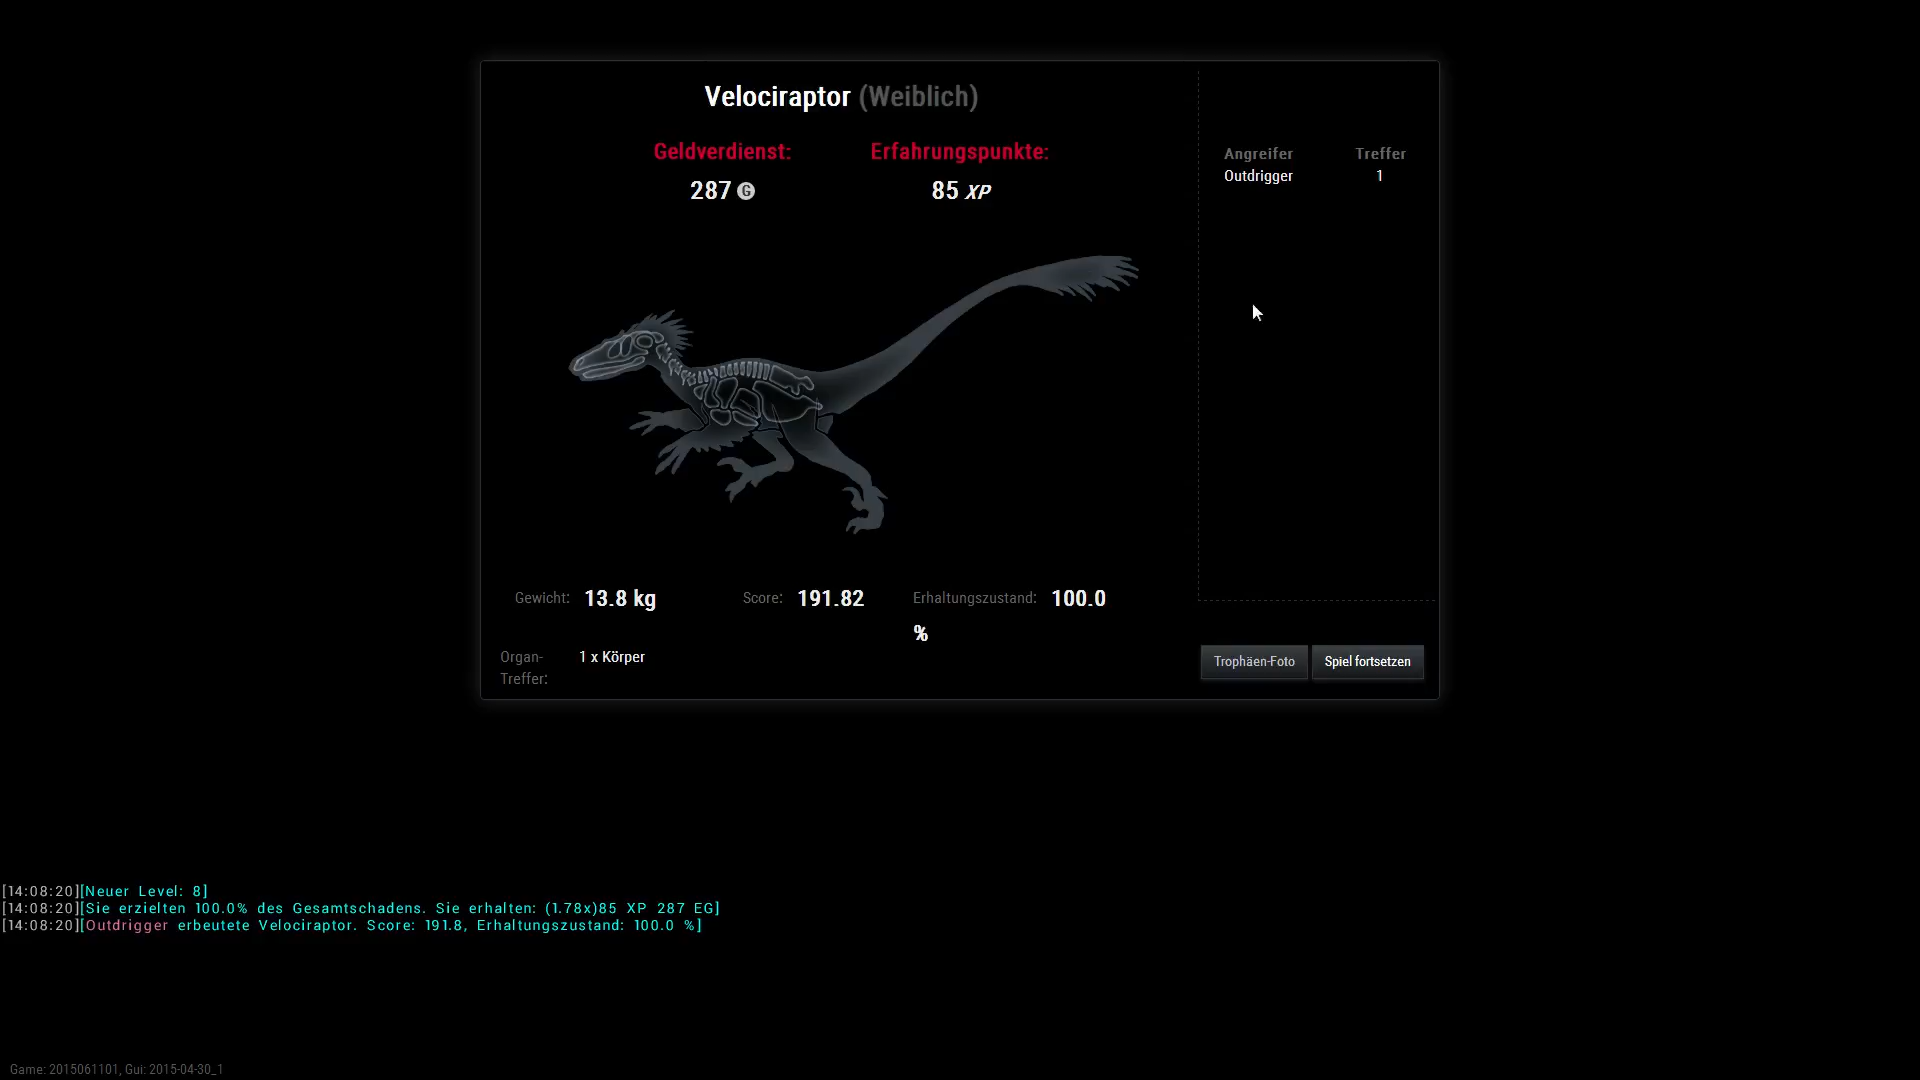 Velociraptor (Weiblich)
Geldverdienst: Erfahrungspunkte:
287 G 85 XP
Angreifer Treffer
Outdrigger 1
Gewicht: 13.8 kg Score: 191.82 Erhaltungszustand: 100.0
%
Organ- 1 x Körper
Treffer:
Trophäen-Foto Spiel fortsetzen
[14:08:20][Neuer Level: 8]
[14:08:20][Sie erzielten 100.0% des Gesamtschadens. Sie erhalten: (1.78x)85 XP 287 EG]
[14:08:20][Outdrigger erbeutete Velociraptor. Score: 191.8, Erhaltungszustand: 100.0 %]
Game: 2015061101, Gui: 2015-04-30_1